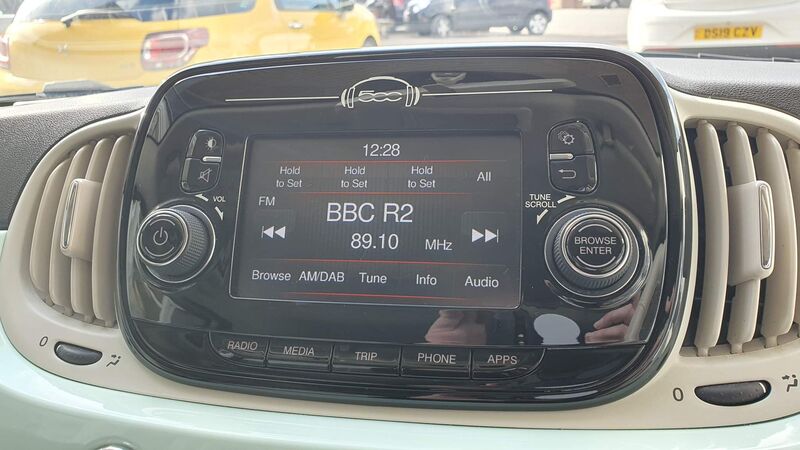 DS19 CZV
500
12:28
Hold to Set
Hold to Set
Hold to Set
All
FM
BBC R2
89.10 MHz
Browse AM/DAB Tune Info Audio
VOL
TUNE
SCROLL
BROWSE
ENTER
RADIO MEDIA TRIP PHONE APPS
0
0